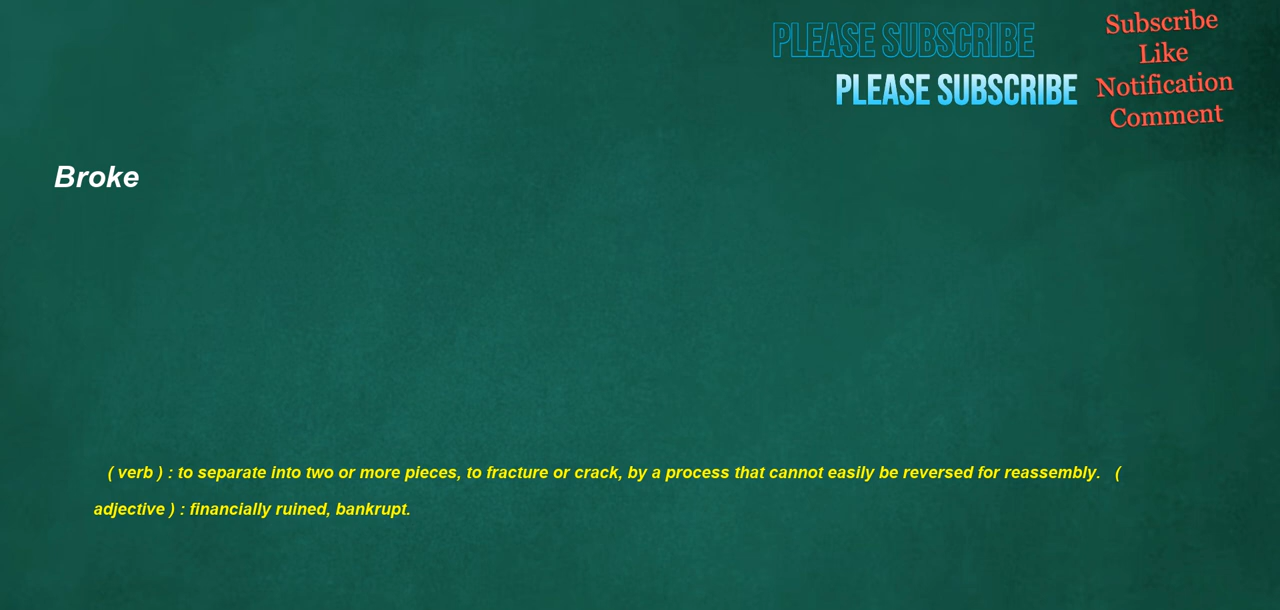 PLEASE SUBSCRIBE
PLEASE SUBSCRIBE
Subscribe
Like
Notification
Comment
Broke
( verb ) : to separate into two or more pieces, to fracture or crack, by a process that cannot easily be reversed for reassembly. (
adjective ) : financially ruined, bankrupt.